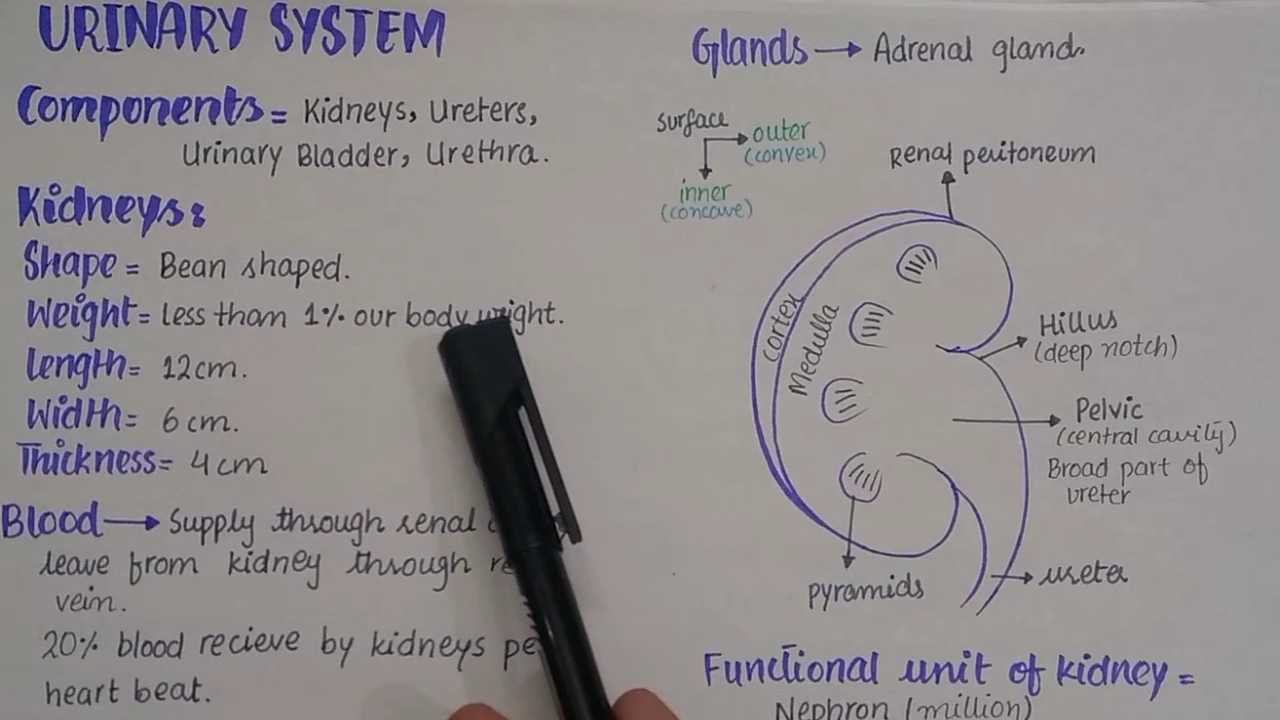 URINARY SYSTEM
Components = Kidneys, Ureters,
Urinary Bladder, Urethra.
Kidneys:
Shape = Bean shaped.
Weight = less than 1% our body weight.
Length = 12cm.
Width = 6 cm.
Thickness = 4 cm
Blood → Supply through renal
leave from kidney through
vein.
20% blood recieve by kidneys
heart beat.
Glands → Adrenal gland.
surface
outer
(convex)
inner
(concave)
Renal peritoneum
cortex
Medulla
Hillus
(deep notch)
Pelvic
(central cavity)
Broad part of
ureter
pyramids
ureter
Functional unit of kidney =
Nephron (million)